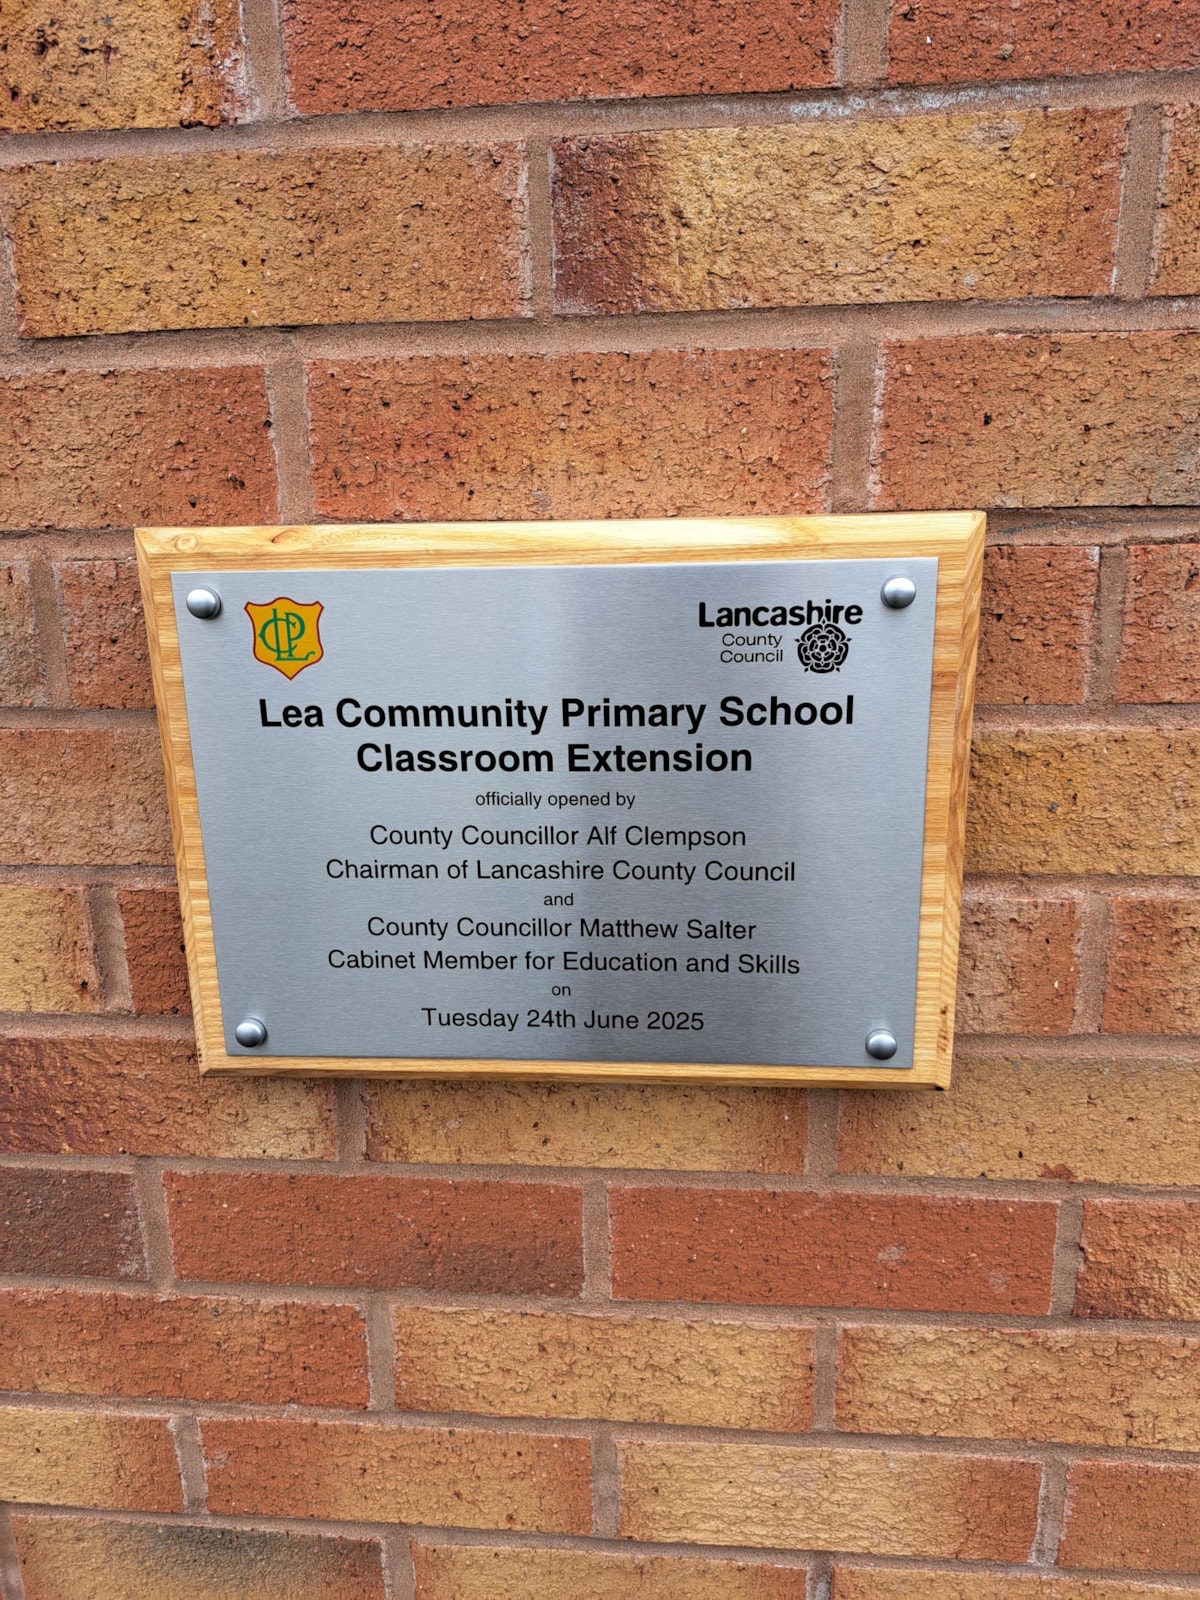 CLP
Lancashire
County
Council
Lea Community Primary School
Classroom Extension
officially opened by
County Councillor Alf Clempson
Chairman of Lancashire County Council
and
County Councillor Matthew Salter
Cabinet Member for Education and Skills
on
Tuesday 24th June 2025